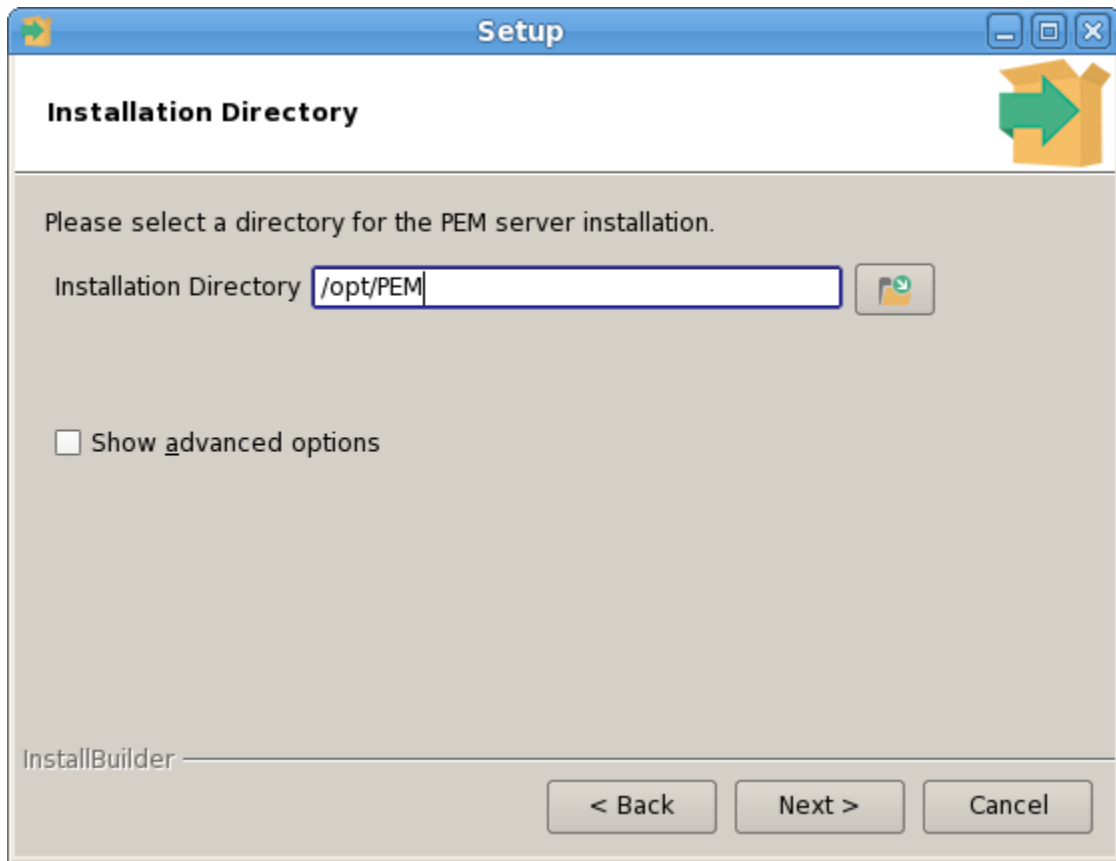 Setup
Installation Directory
Please select a directory for the PEM server installation.
Installation Directory /opt/PEM
Show advanced options
InstallBuilder
< Back Next > Cancel